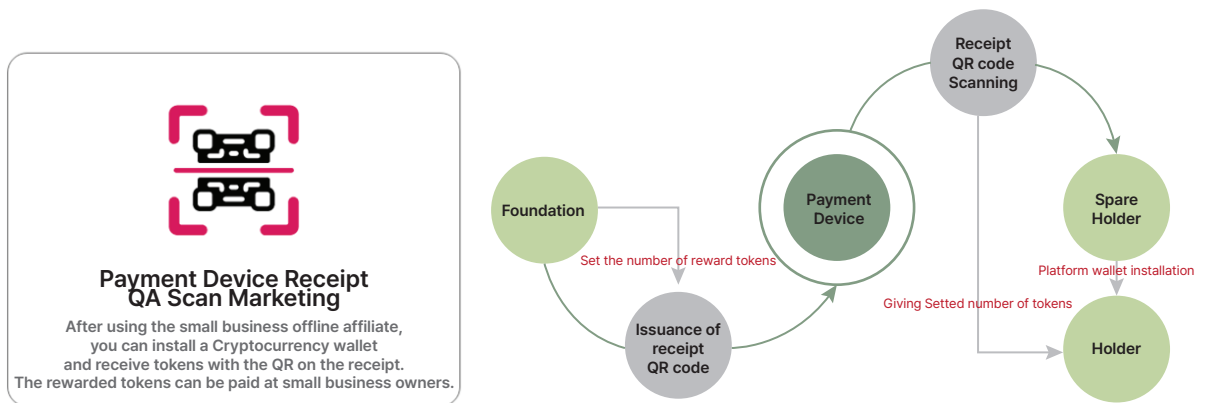 Payment Device Receipt
QA Scan Marketing
After using the small business offline affiliate,
you can install a Cryptocurrency wallet
and receive tokens with the QR on the receipt.
The rewarded tokens can be paid at small business owners.
Foundation
Set the number of reward tokens
Issuance of
receipt
QR code
Payment
Device
Receipt
QR code
Scanning
Spare
Holder
Platform wallet installation
Giving Setted number of tokens
Holder